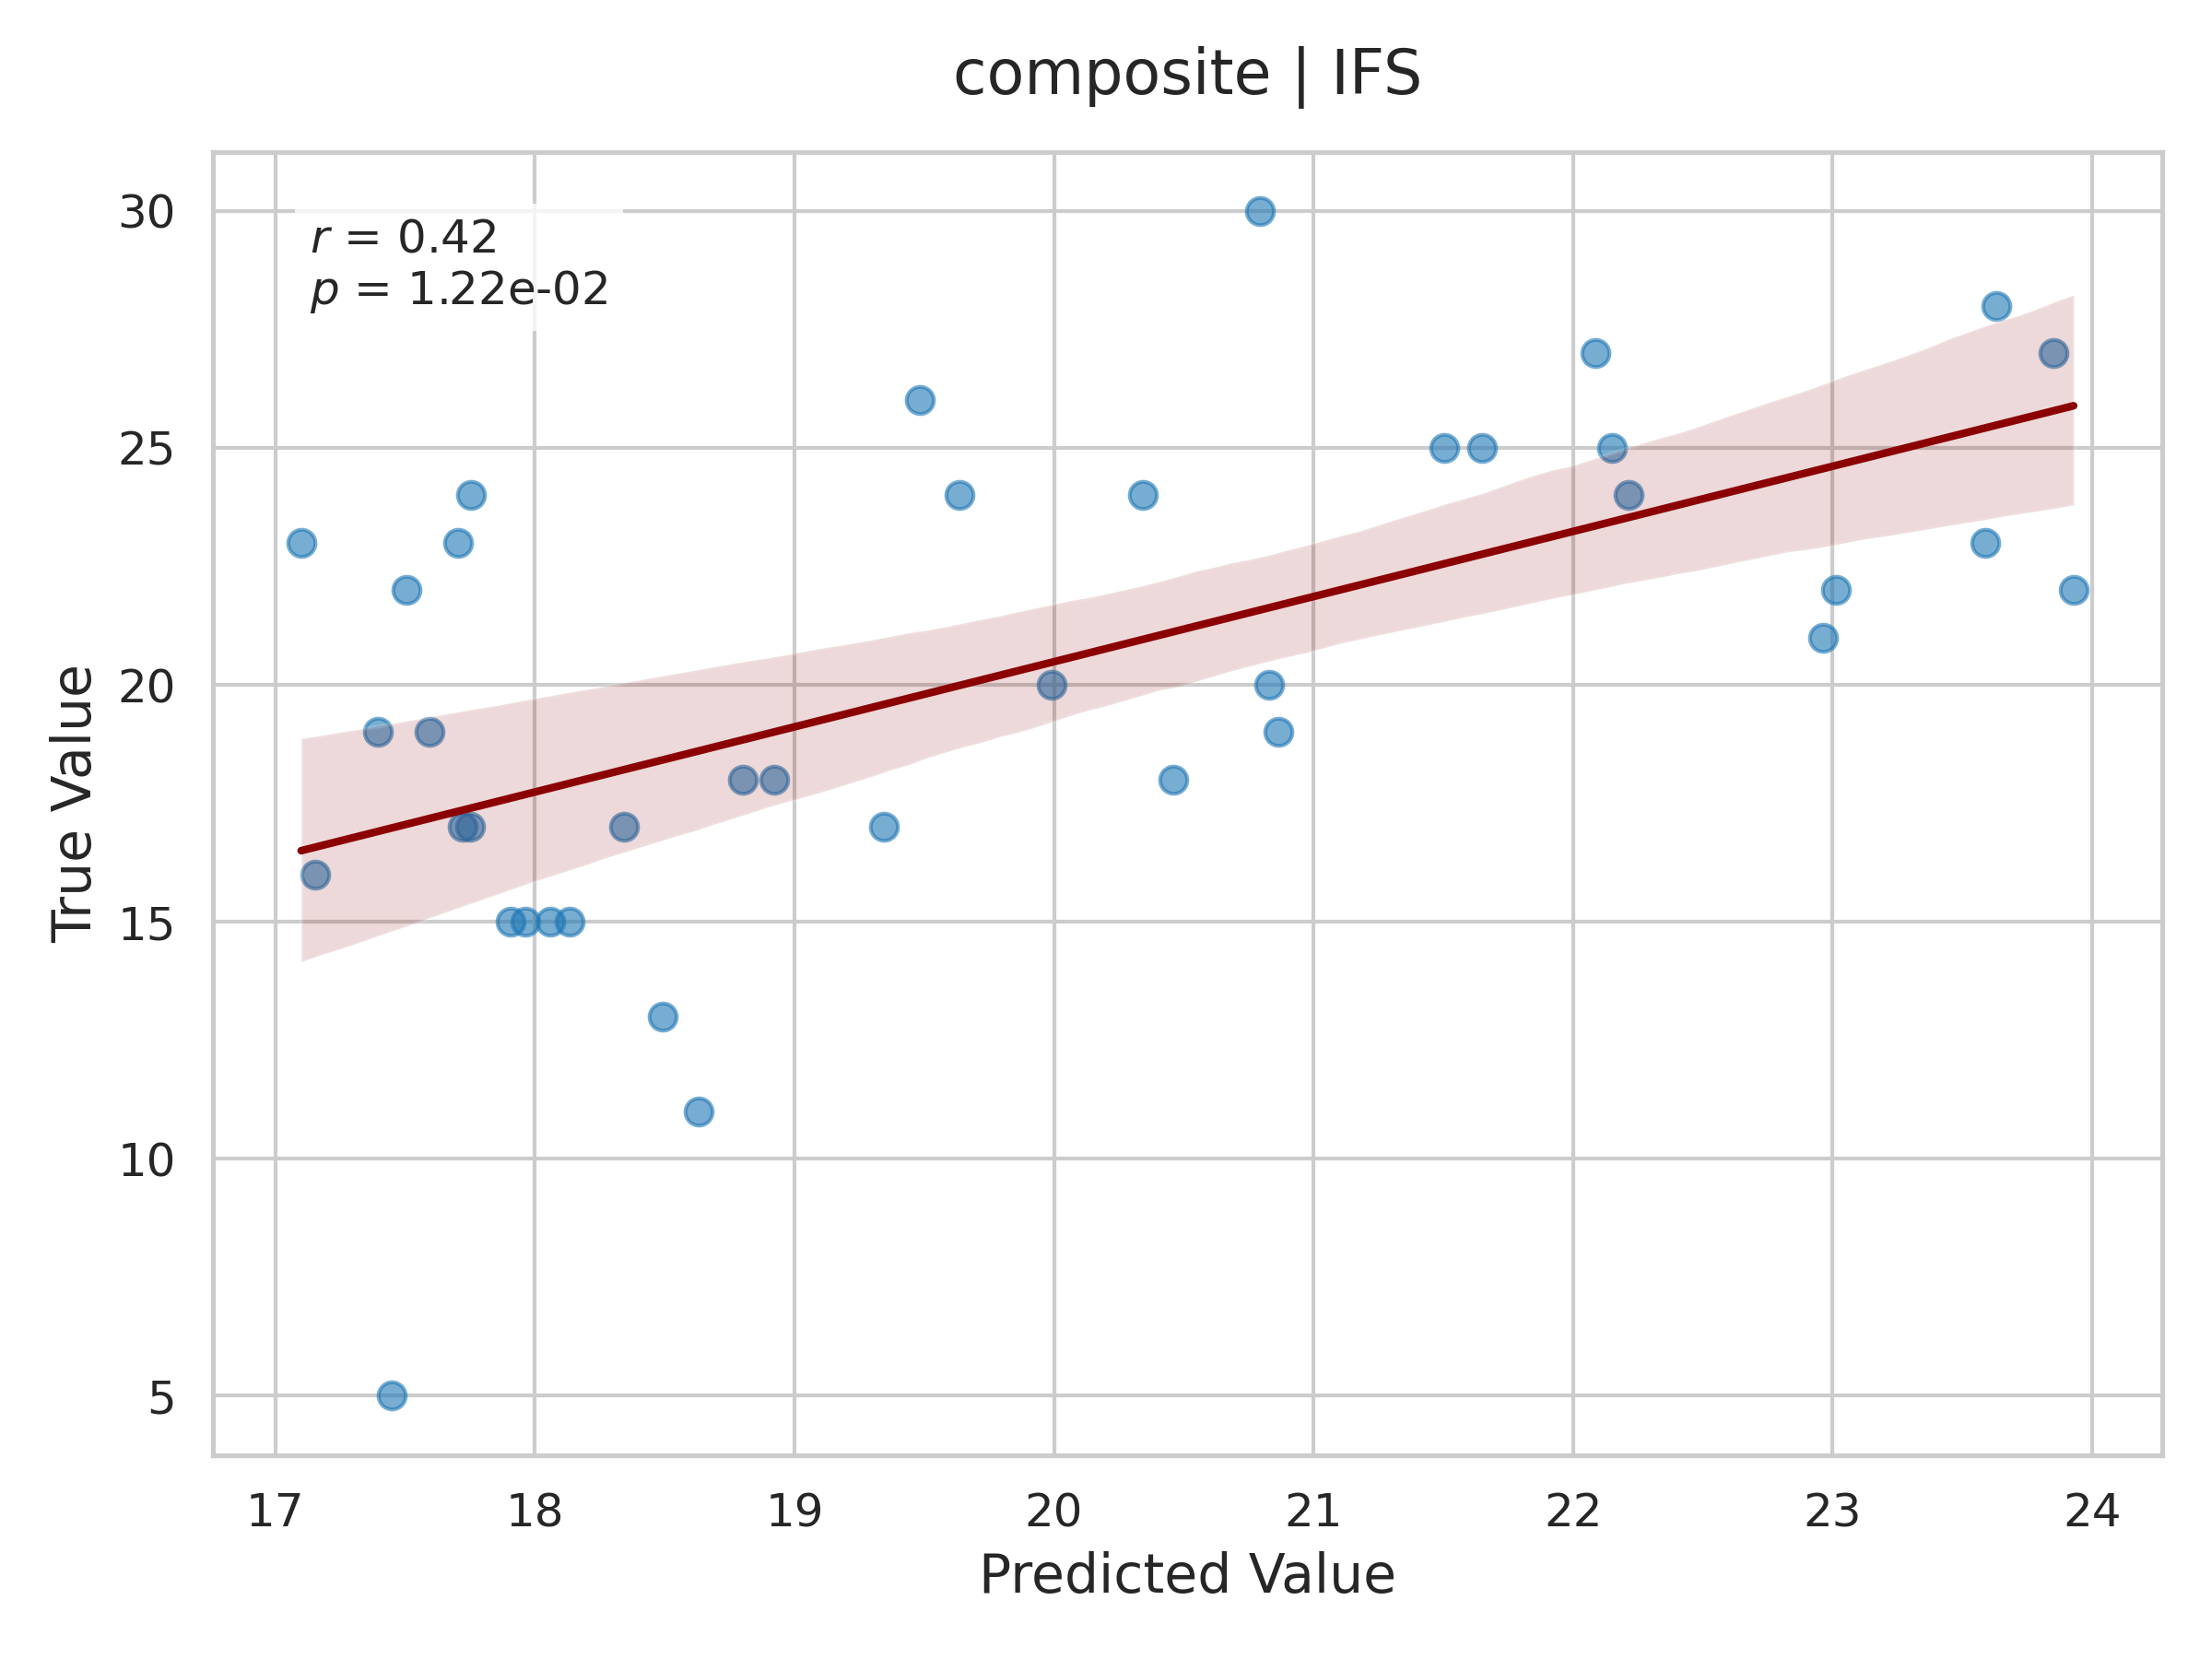 composite | IFS
r = 0.42
p = 1.22e-02
True Value
30
25
20
15
10
5
17 18 19 20 21 22 23 24
Predicted Value